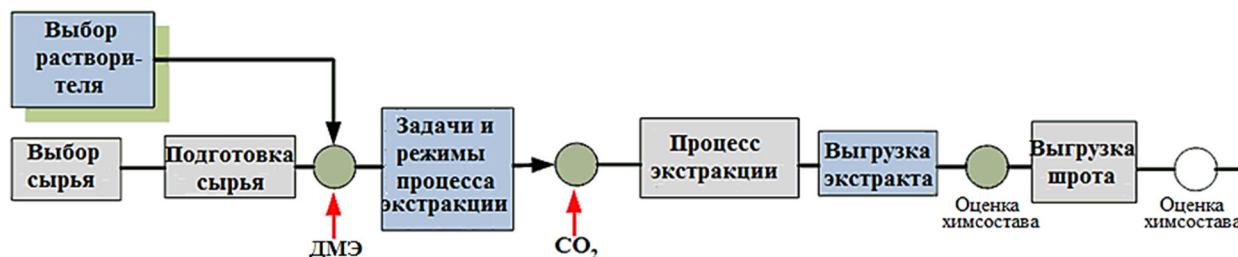 Выбор
раствори-
теля
Выбор
сырья
Подготовка
сырья
ДМЭ
Задачи и
режимы
процесса
экстракции
CO₂
Процесс
экстракции
Выгрузка
экстракта
Оценка
химсостава
Выгрузка
шрота
Оценка
химсостава